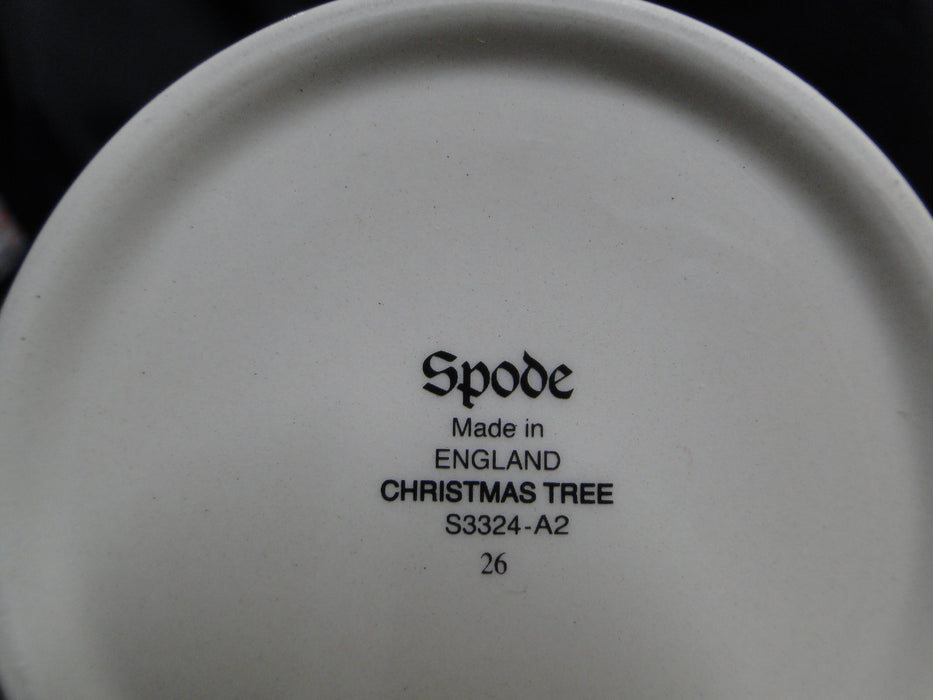 Spode
Made in
ENGLAND
CHRISTMAS TREE
S3324-A2
26